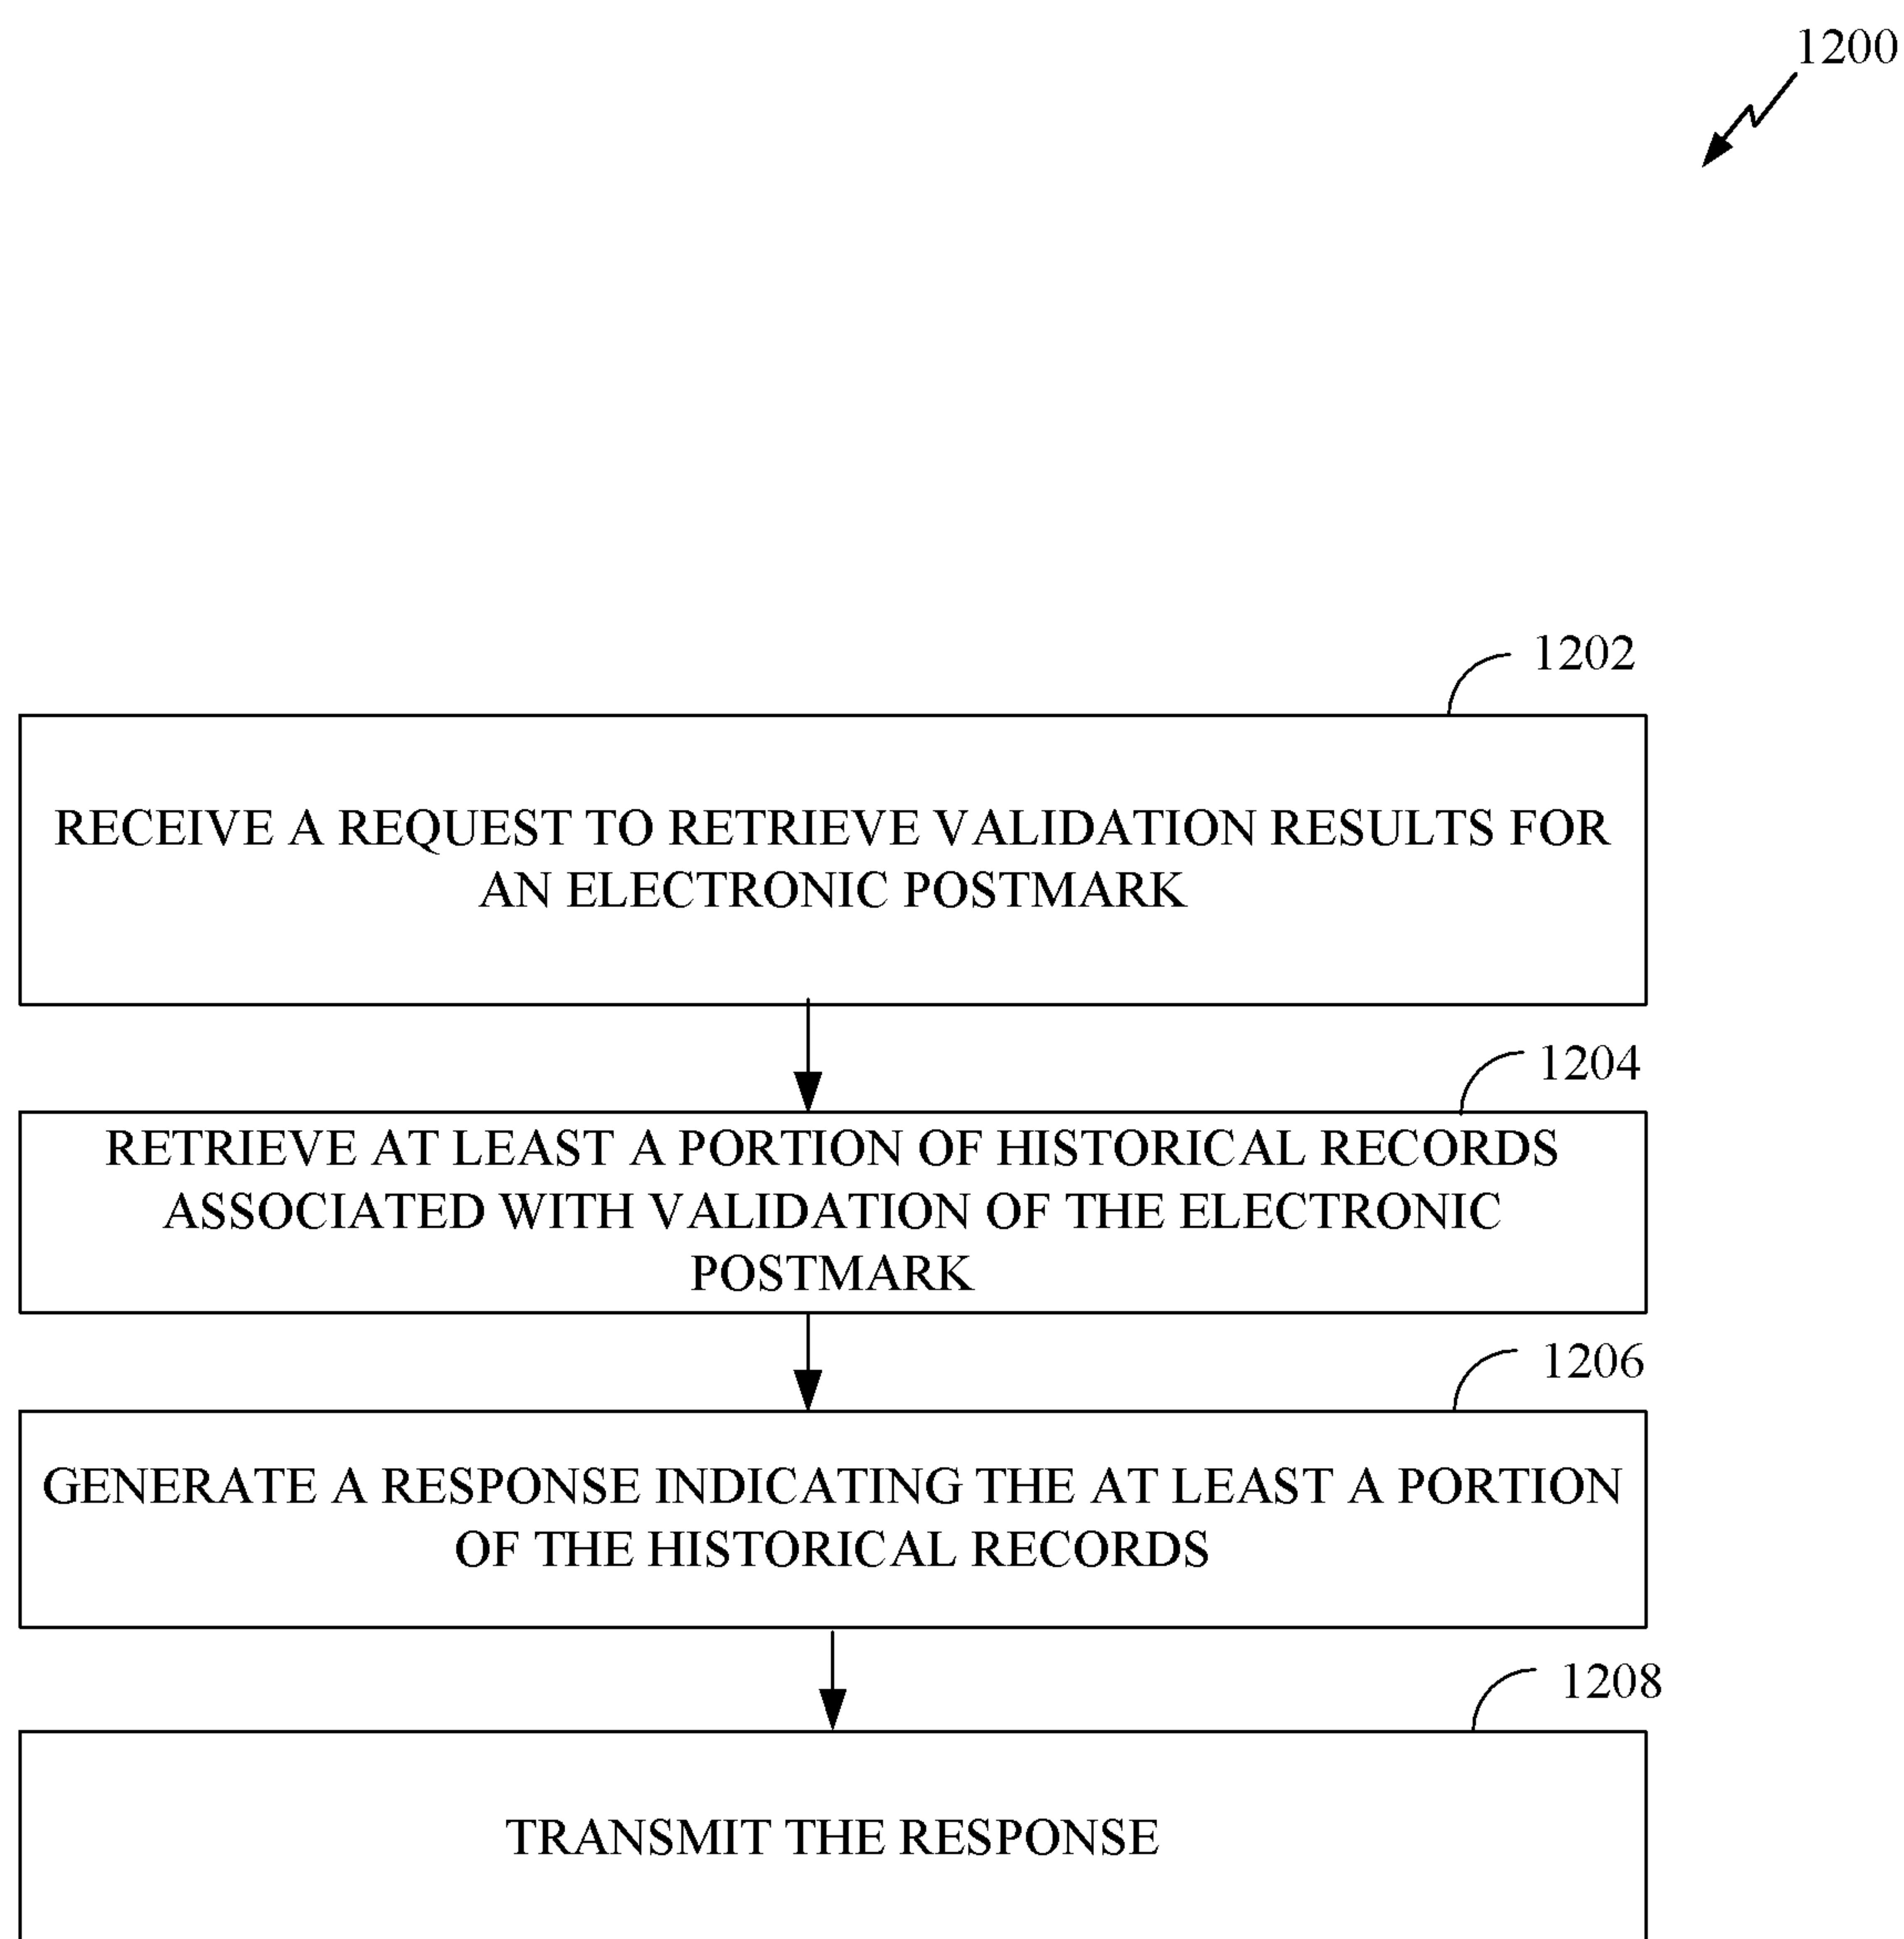 1200
1202
RECEIVE A REQUEST TO RETRIEVE VALIDATION RESULTS FOR
AN ELECTRONIC POSTMARK
1204
RETRIEVE AT LEAST A PORTION OF HISTORICAL RECORDS
ASSOCIATED WITH VALIDATION OF THE ELECTRONIC
POSTMARK
1206
GENERATE A RESPONSE INDICATING THE AT LEAST A PORTION
OF THE HISTORICAL RECORDS
1208
TRANSMIT THE RESPONSE